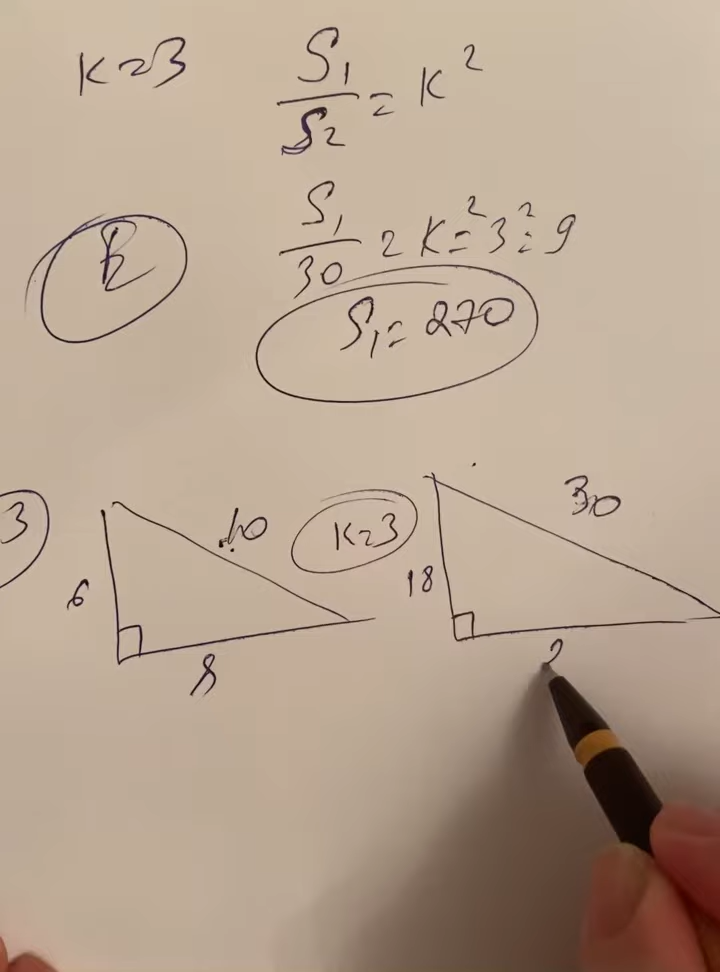 K=3
S₁/S₂ = K²
S₁/30 = K² = 3² = 9
S₁ = 270
3
6
10
8
K=3
18
30
2